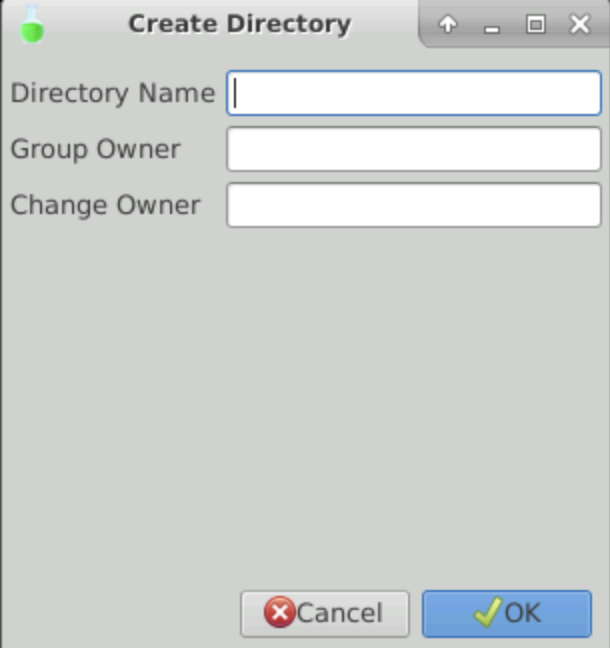 Create Directory
Directory Name
Group Owner
Change Owner
Cancel
OK